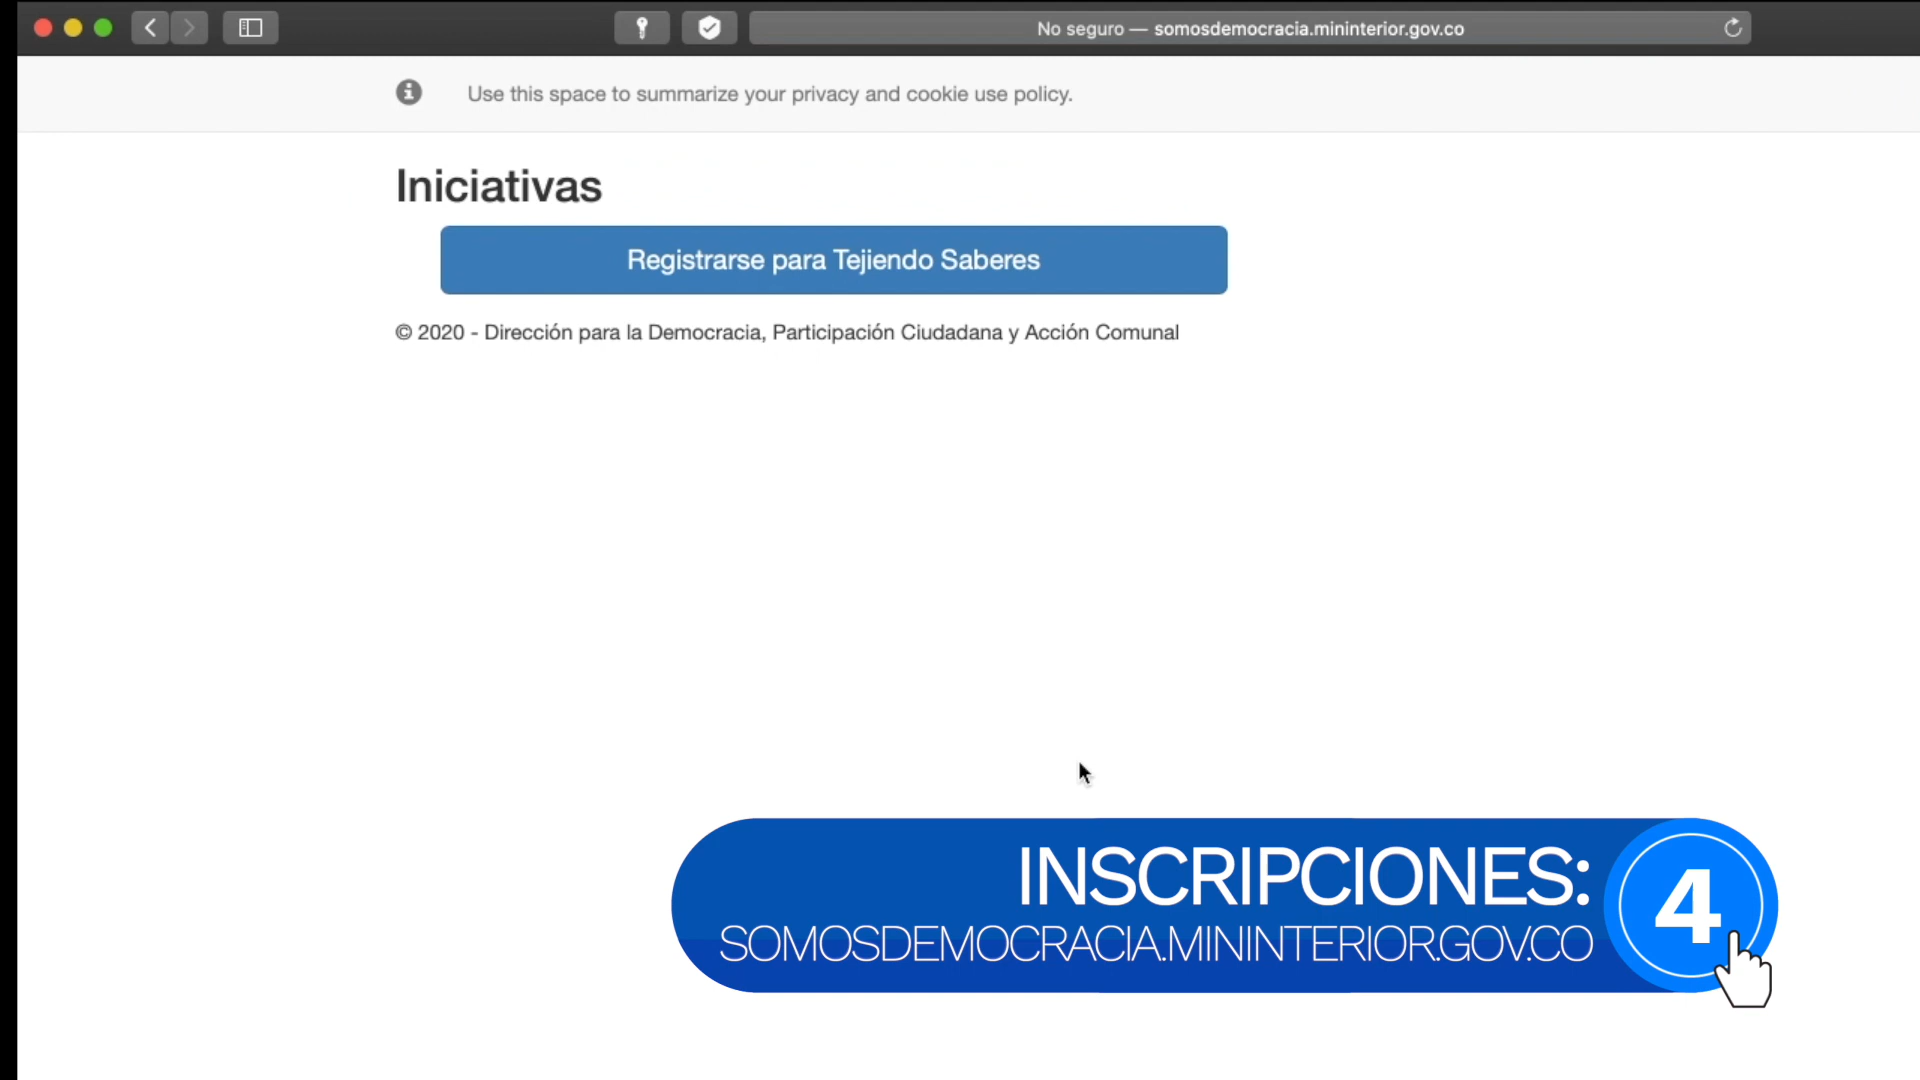 No seguro — somosdemocracia.mininterior.gov.co
Use this space to summarize your privacy and cookie use policy.
Iniciativas
Registrarse para Tejiendo Saberes
© 2020 - Dirección para la Democracia, Participación Ciudadana y Acción Comunal
INSCRIPCIONES:
SOMOSDEMOCRACIA.MININTERIOR.GOV.CO
4